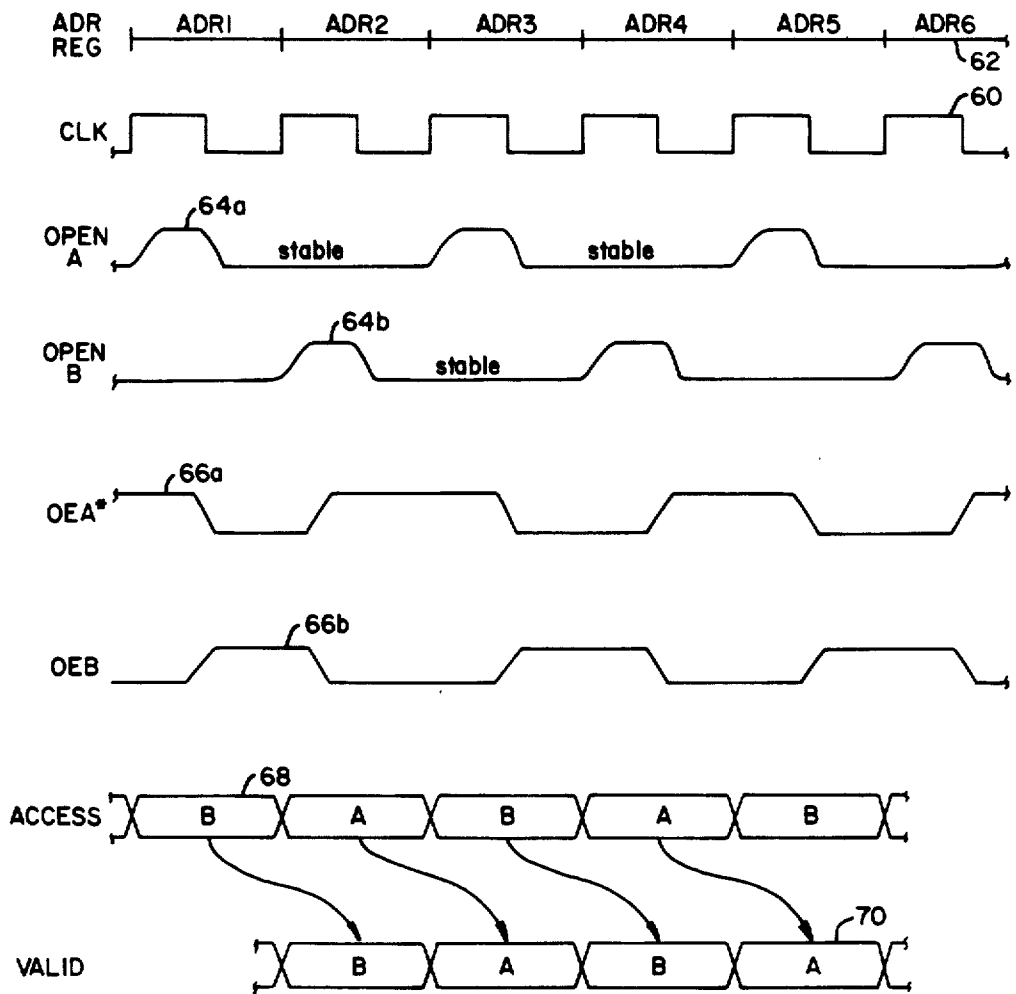 ADR REG ADR1 ADR2 ADR3 ADR4 ADR5 ADR6
62
60
CLK
64a
OPEN A stable stable
64b
OPEN B stable
66a
OEA*
66b
OEB
68
ACCESS B A B A B
70
VALID B A B A